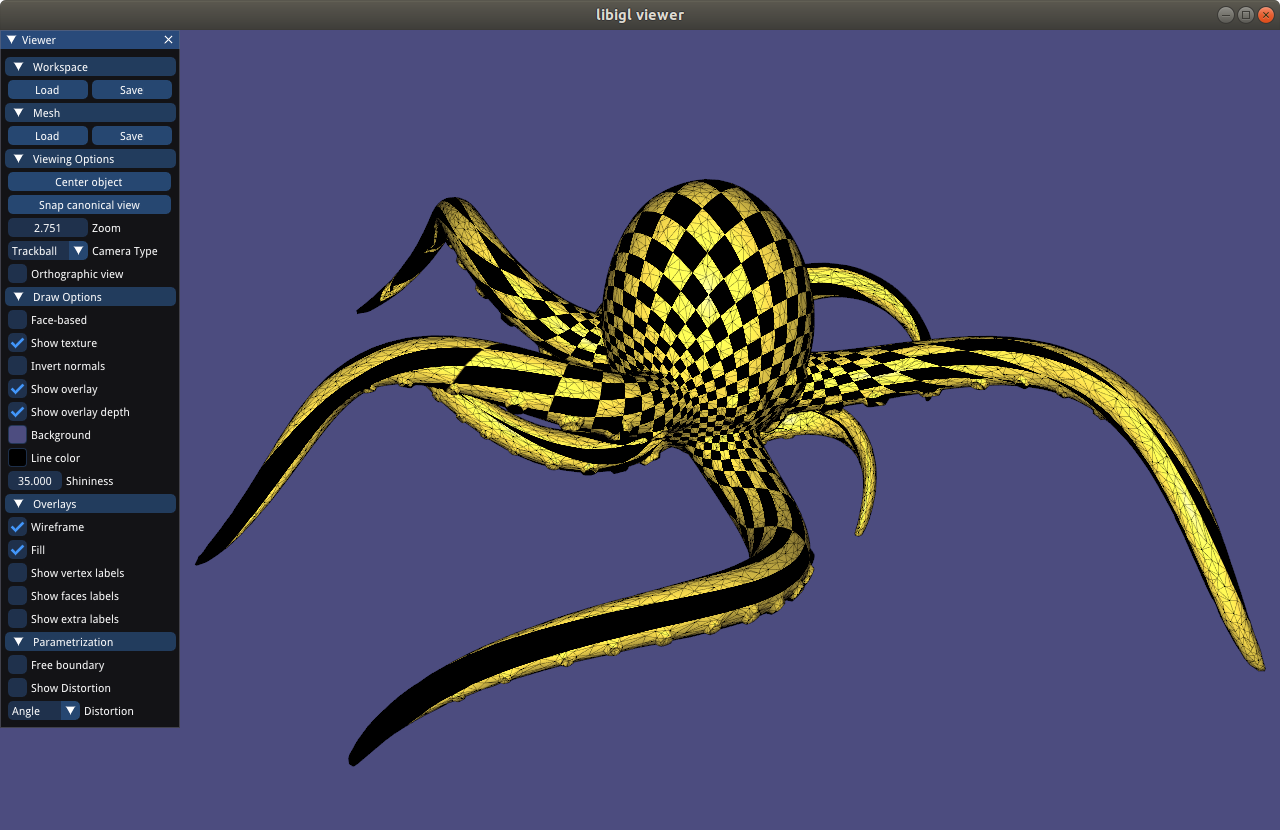 libigl viewer
Viewer
Workspace
Load Save
Mesh
Load Save
Viewing Options
Center object
Snap canonical view
2.751 Zoom
Trackball Camera Type
Orthographic view
Draw Options
Face-based
Show texture
Invert normals
Show overlay
Show overlay depth
Background
Line color
35.000 Shininess
Overlays
Wireframe
Fill
Show vertex labels
Show faces labels
Show extra labels
Parametrization
Free boundary
Show Distortion
Angle Distortion